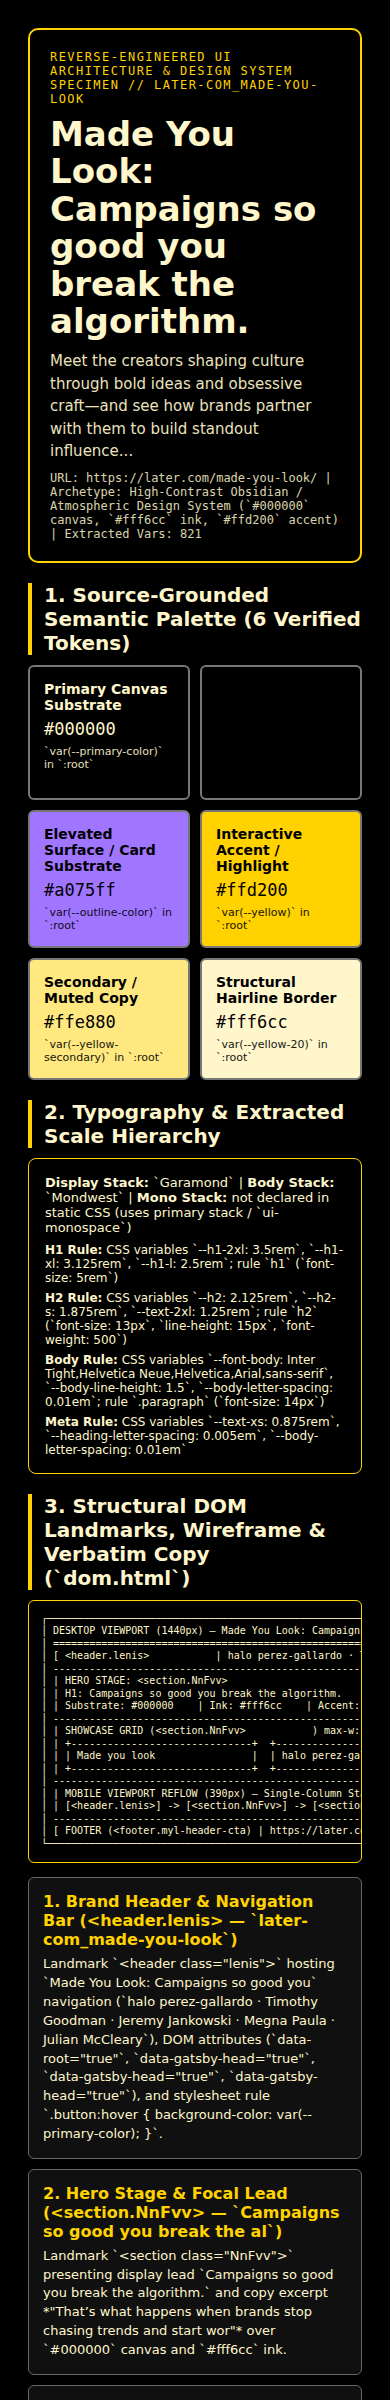 REVERSE-ENGINEERED UI
ARCHITECTURE & DESIGN SYSTEM
SPECIMEN // LATER-COM_MADE-YOU-
LOOK
Made You
Look:
Campaigns so
good you
break the
algorithm.
Meet the creators shaping culture
through bold ideas and obsessive
craft—and see how brands partner
with them to build standout
influence...
URL: https://later.com/made-you-look/ |
Archetype: High-Contrast Obsidian /
Atmospheric Design System (`#000000`
canvas, `#fff6cc` ink, `#ffd200` accent)
| Extracted Vars: 821
1. Source-Grounded
Semantic Palette (6 Verified
Tokens)
Primary Canvas
Substrate
#000000
`var(--primary-color)`
in `:root`
Elevated
Surface / Card
Substrate
#a075ff
`var(--outline-color)` in
`:root`
Interactive
Accent /
Highlight
#ffd200
`var(--yellow)` in
`:root`
Secondary /
Muted Copy
#ffe880
`var(--yellow-
secondary)` in `:root`
Structural
Hairline Border
#fff6cc
`var(--yellow-20)` in
`:root`
2. Typography & Extracted
Scale Hierarchy
Display Stack: `Garamond` | Body Stack:
`Mondwest` | Mono Stack: not declared in
static CSS (uses primary stack / `ui-
monospace`)
H1 Rule: CSS variables `--h1-2xl: 3.5rem`, `--h1-
xl: 3.125rem`, `--h1-l: 2.5rem`; rule `h1` (`font-
size: 5rem`)
H2 Rule: CSS variables `--h2: 2.125rem`, `--h2-
s: 1.875rem`, `--text-2xl: 1.25rem`; rule `h2`
(`font-size: 13px`, `line-height: 15px`, `font-
weight: 500`)
Body Rule: CSS variables `--font-body: Inter
Tight,Helvetica Neue,Helvetica,Arial,sans-serif`,
`--body-line-height: 1.5`, `--body-letter-spacing:
0.01em`; rule `.paragraph` (`font-size: 14px`)
Meta Rule: CSS variables `--text-xs: 0.875rem`,
`--heading-letter-spacing: 0.005em`, `--body-
letter-spacing: 0.01em`
3. Structural DOM
Landmarks, Wireframe &
Verbatim Copy
(`dom.html`)
DESKTOP VIEWPORT (1440px) — Made You Look: Campaign
[ <header.lenis> | halo perez-gallardo ·
| HERO STAGE: <section.NnFvv>
| H1: Campaigns so good you break the algorithm.
| Substrate: #000000 | Ink: #fff6cc | Accent:
| SHOWCASE GRID (<section.NnFvv> ) max-w:
| | Made you look | | halo perez-ga
| MOBILE VIEWPORT REFLOW (390px) — Single-Column St
| [<header.lenis>] -> [<section.NnFvv>] -> [<sectio
[ FOOTER (<footer.myl-header-cta) | https://later.c
1. Brand Header & Navigation
Bar (<header.lenis> — `later-
com_made-you-look`)
Landmark `<header class="lenis">` hosting
`Made You Look: Campaigns so good you`
navigation (`halo perez-gallardo · Timothy
Goodman · Jeremy Jankowski · Megna Paula ·
Julian McCleary`), DOM attributes (`data-
root="true"`, `data-gatsby-head="true"`,
`data-gatsby-head="true"`, `data-gatsby-
head="true"`), and stylesheet rule
`.button:hover { background-color: var(--
primary-color); }`.
2. Hero Stage & Focal Lead
(<section.NnFvv> — `Campaigns
so good you break the al`)
Landmark `<section class="NnFvv">`
presenting display lead `Campaigns so good
you break the algorithm.` and copy excerpt
*"That’s what happens when brands stop
chasing trends and start wor"* over
`#000000` canvas and `#fff6cc` ink.